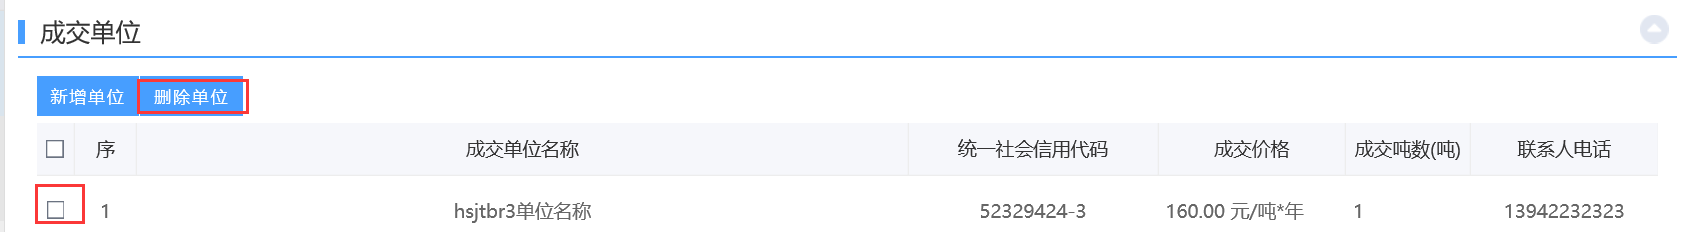 成交单位
新增单位 删除单位
序 成交单位名称 统一社会信用代码 成交价格 成交吨数(吨) 联系人电话
1 hsjtbr3单位名称 52329424-3 160.00 元/吨*年 1 13942232323